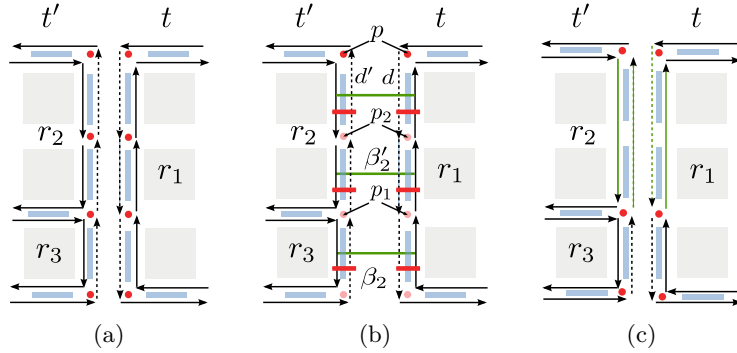 t′ t p t′ t t′ t
d′ d
r₂ r₂ p₂ r₂
r₁ β′₂ r₁ r₁
p₁
r₃ r₃ r₃
β₂
(a) (b) (c)